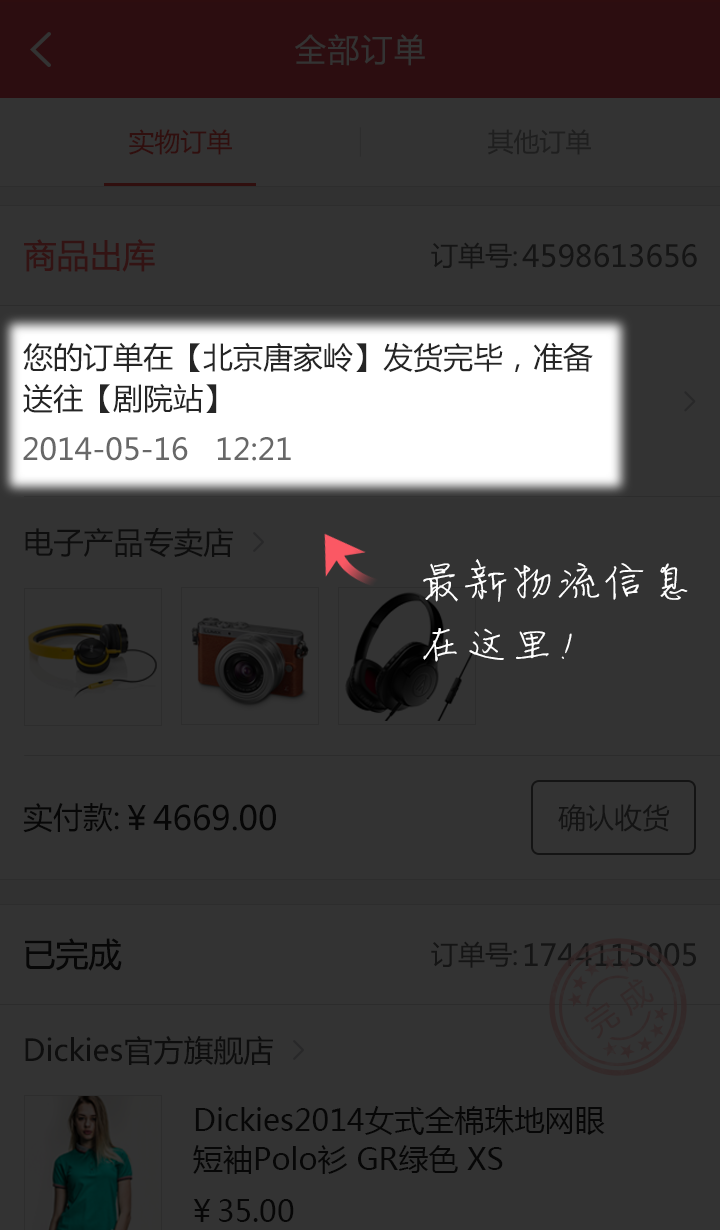 全部订单
实物订单
其他订单
商品出库
订单号:4598613656
您的订单在【北京唐家岭】发货完毕，准备
送往【剧院站】
2014-05-16 12:21
电子产品专卖店
最新物流信息
在这里!
实付款:¥4669.00
确认收货
已完成
订单号:1744115005
完成
Dickies官方旗舰店
Dickies2014女式全棉珠地网眼
短袖Polo衫 GR绿色 XS
¥35.00